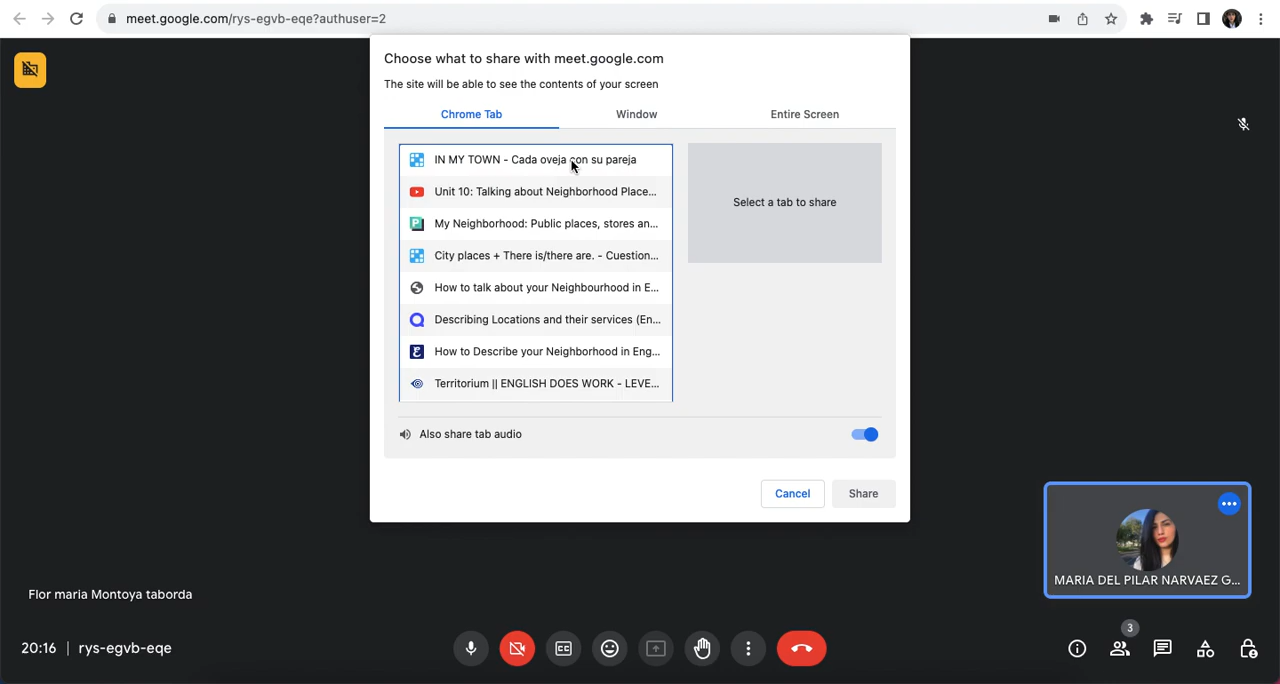 meet.google.com/rys-egvb-eqe?authuser=2
Choose what to share with meet.google.com
The site will be able to see the contents of your screen
Chrome Tab
Window
Entire Screen
IN MY TOWN - Cada oveja con su pareja
Unit 10: Talking about Neighborhood Place...
My Neighborhood: Public places, stores an...
City places + There is/there are. - Cuestion...
How to talk about your Neighbourhood in E...
Describing Locations and their services (En...
How to Describe your Neighborhood in Eng...
Territorium || ENGLISH DOES WORK - LEVE...
Select a tab to share
Also share tab audio
Cancel
Share
MARIA DEL PILAR NARVAEZ G...
Flor maria Montoya taborda
20:16 | rys-egvb-eqe
3